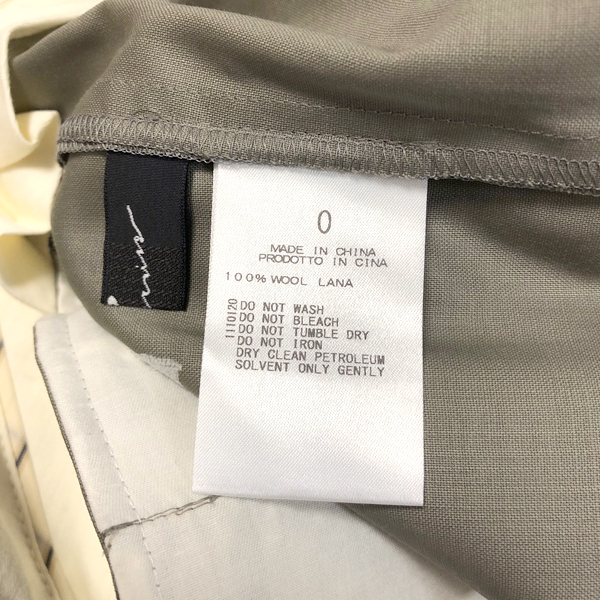 0
MADE IN CHINA
PRODOTTO IN CINA
100% WOOL LANA
1110120
DO NOT WASH
DO NOT BLEACH
DO NOT TUMBLE DRY
DO NOT IRON
DRY CLEAN PETROLEUM
SOLVENT ONLY GENTLY